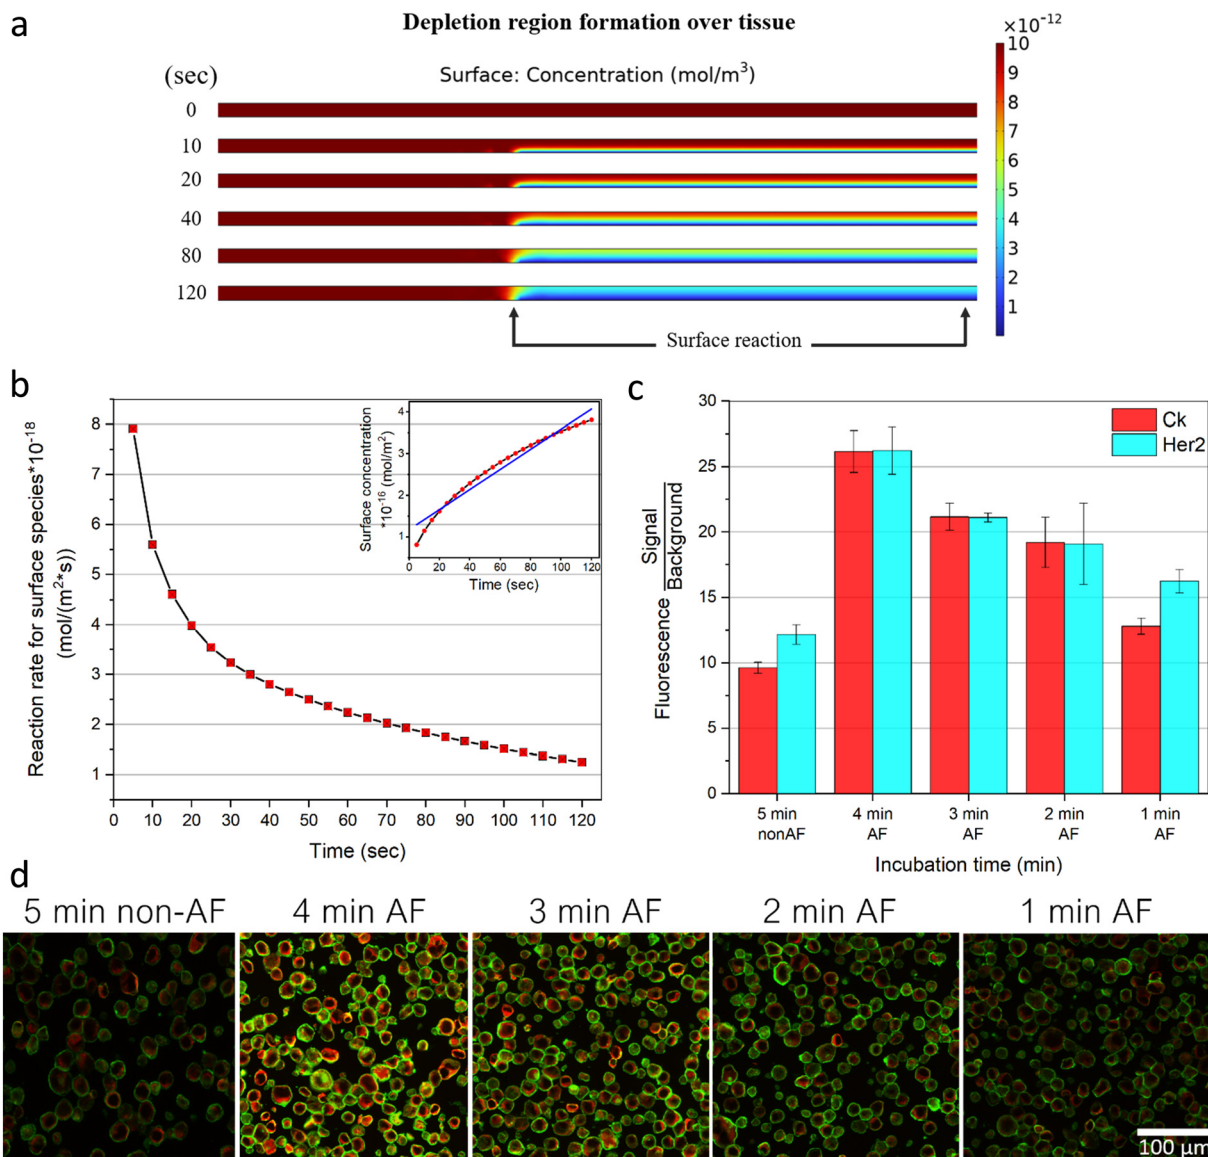 a
Depletion region formation over tissue
×10⁻¹²
(sec)
Surface: Concentration (mol/m³)
10
9
8
7
6
5
4
3
2
1
0
10
20
40
80
120
Surface reaction
b
Reaction rate for surface species*10⁻¹⁸
(mol/(m²*s))
8
7
6
5
4
3
2
1
0 10 20 30 40 50 60 70 80 90 100 110 120
Time (sec)
Surface concentration
*10⁻¹⁶ (mol/m²)
4
3
2
1
0 20 40 60 80 100 120
Time (sec)
c
Fluorescence Signal
Background
30
25
20
15
10
5
0
Ck
Her2
5 min 4 min 3 min 2 min 1 min
nonAF AF AF AF AF
Incubation time (min)
d
5 min non-AF 4 min AF 3 min AF 2 min AF 1 min AF
100 µm